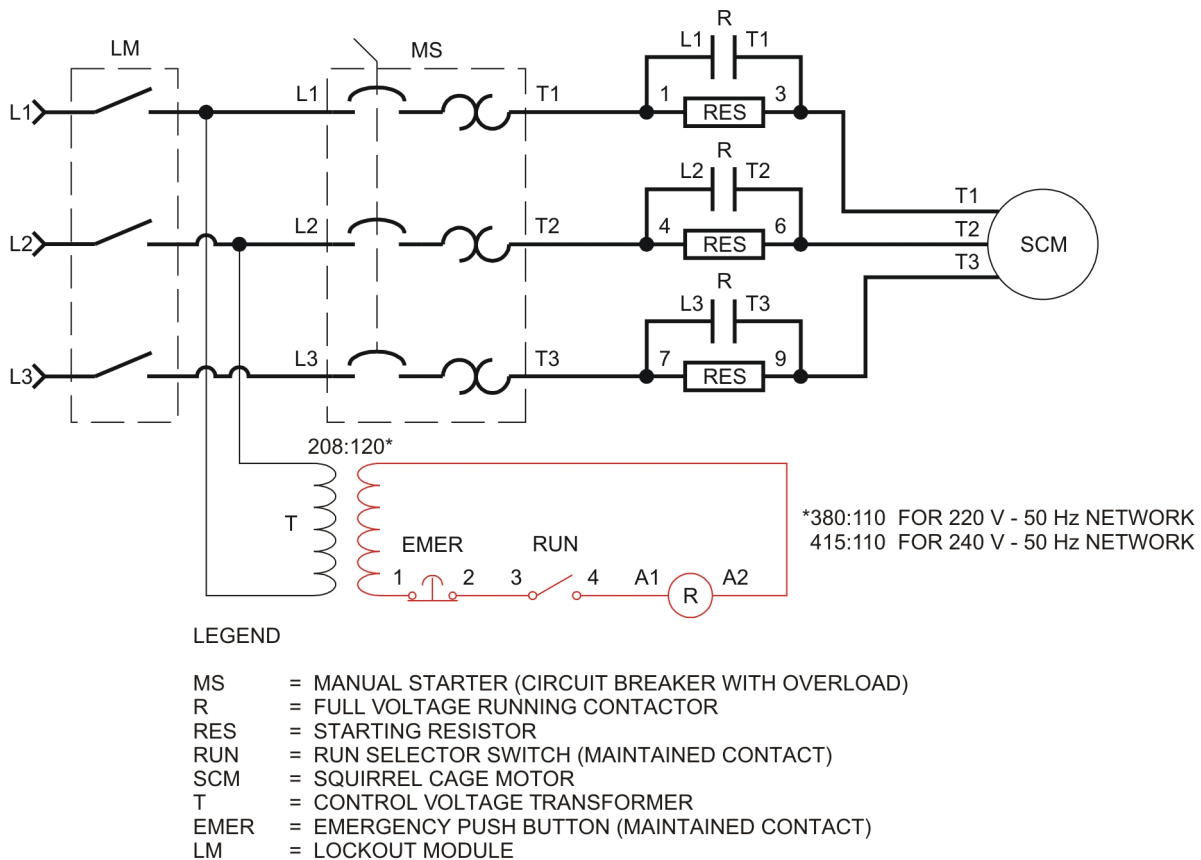 R
LM
MS
L1
T1
L1
L1
T1
1
RES
3
R
L2
T2
T1
L2
L2
T2
4
RES
6
T2
SCM
R
T3
L3
T3
L3
L3
T3
7
RES
9
208:120*
T
*380:110 FOR 220 V - 50 Hz NETWORK
415:110 FOR 240 V - 50 Hz NETWORK
EMER
RUN
1
2
3
4
A1
R
A2
LEGEND
MS = MANUAL STARTER (CIRCUIT BREAKER WITH OVERLOAD)
R = FULL VOLTAGE RUNNING CONTACTOR
RES = STARTING RESISTOR
RUN = RUN SELECTOR SWITCH (MAINTAINED CONTACT)
SCM = SQUIRREL CAGE MOTOR
T = CONTROL VOLTAGE TRANSFORMER
EMER = EMERGENCY PUSH BUTTON (MAINTAINED CONTACT)
LM = LOCKOUT MODULE